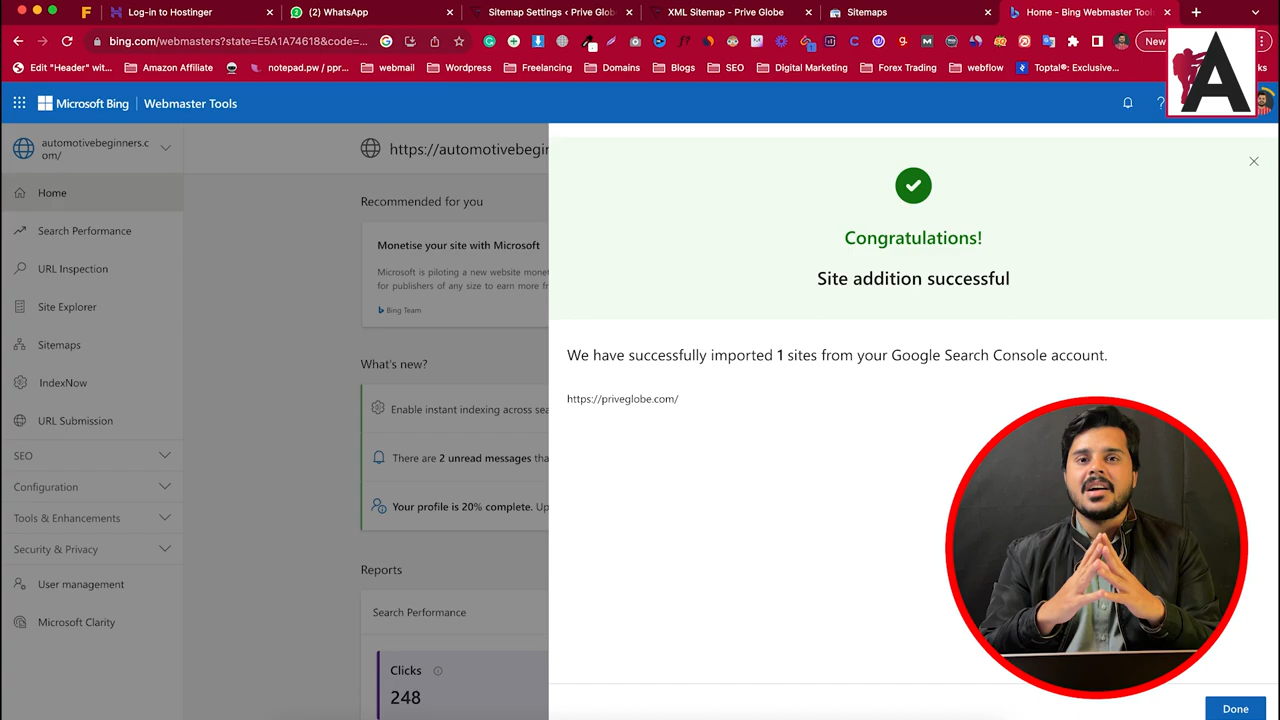 Log-in to Hostinger
(2) WhatsApp
Sitemap Settings ‹ Prive Glob
XML Sitemap - Prive Globe
Sitemaps
Home - Bing Webmaster Tool
bing.com/webmasters?state=E5A1A74618&code=...
New
Edit "Header" wit...
Amazon Affiliate
notepad.pw / ppr...
webmail
Wordpress
Freelancing
Domains
Blogs
SEO
Digital Marketing
Forex Trading
webflow
Toptal®: Exclusive...
A
Microsoft Bing
Webmaster Tools
automotivebeginners.c
om/
https://automotivebegir
Home
Search Performance
URL Inspection
Site Explorer
Sitemaps
IndexNow
URL Submission
SEO
Configuration
Tools & Enhancements
Security & Privacy
User management
Microsoft Clarity
Recommended for you
Monetise your site with Microsoft
Microsoft is piloting a new website monet
for publishers of any size to earn more fr
Bing Team
What's new?
Enable instant indexing across sea
There are 2 unread messages tha
Your profile is 20% complete. Up
Reports
Search Performance
Clicks
248
Congratulations!
Site addition successful
We have successfully imported 1 sites from your Google Search Console account.
https://priveglobe.com/
Done